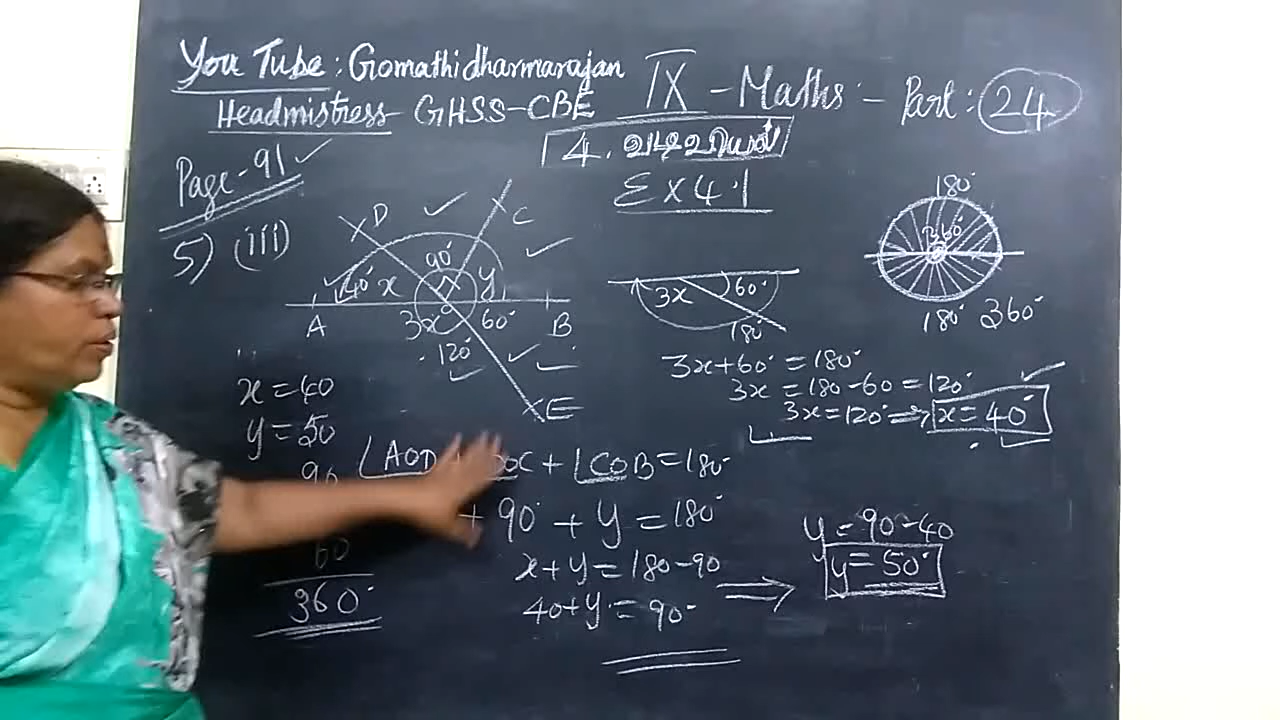 You Tube : Gomathidharmarajan
Headmistress - GHSS-CBE
IX - Maths - Part : 24
4. வடிவியல்
Ex 4.1
Page - 91 ✓
5) (iii)
D
C
90°
40° x
y
A
3x
60°
B
120°
E
3x
60°
180°
180°
360°
180° 360°
x = 40
y = 50
90
60
360°
3x + 60° = 180°
3x = 180 - 60 = 120°
3x = 120° ⇒ x = 40°
∠AOD + OC + ∠COB = 180°
+ 90° + y = 180°
x + y = 180 - 90
40 + y = 90° ⇒
y = 90 - 40
y = 50°